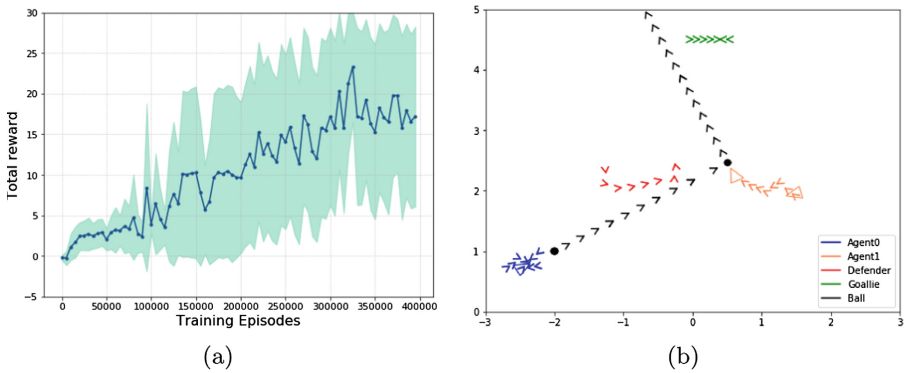 30
25
20
15
10
5
0
−5
Total reward
0 50000 100000 150000 200000 250000 300000 350000 400000
Training Episodes
(a)
5
4
3
2
1
0
−3 −2 −1 0 1 2 3
Agent0
Agent1
Defender
Goallie
Ball
(b)